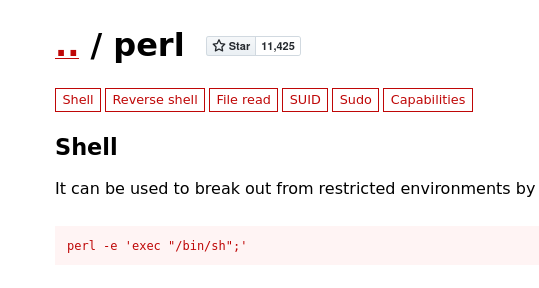 .. / perl
Star 11,425
Shell Reverse shell File read SUID Sudo Capabilities
Shell
It can be used to break out from restricted environments by
perl -e 'exec "/bin/sh";'